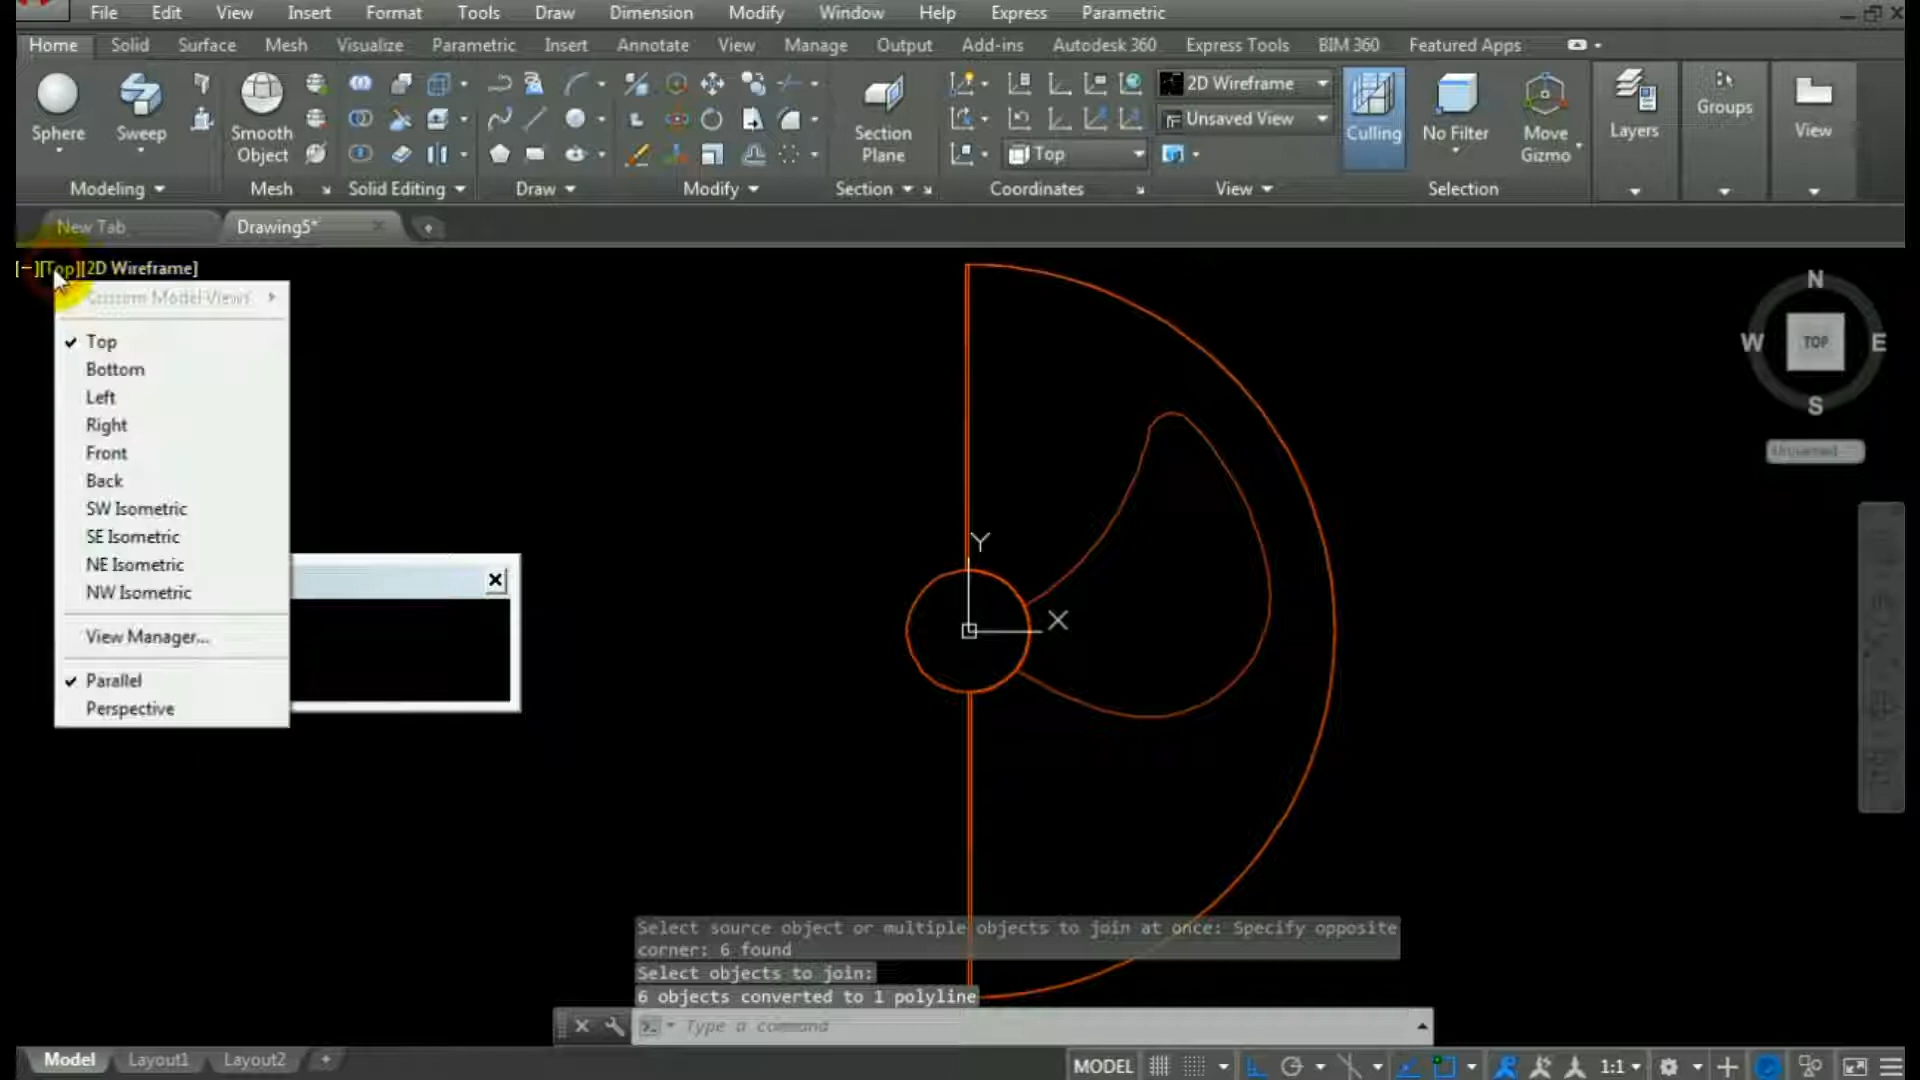 File Edit View Insert Format Tools Draw Dimension Modify Window Help Express Parametric
Home Solid Surface Mesh Visualize Parametric Insert Annotate View Manage Output Add-ins Autodesk 360 Express Tools BIM 360 Featured Apps
2D Wireframe
Unsaved View
Top
Sphere Sweep Smooth Object Section Plane Culling No Filter Move Gizmo Layers Groups View
Modeling Mesh Solid Editing Draw Modify Section Coordinates View Selection
New Tab Drawing5*
[−][Top][2D Wireframe]
Custom Model Views
Top
Bottom
Left
Right
Front
Back
SW Isometric
SE Isometric
NE Isometric
NW Isometric
View Manager...
Parallel
Perspective
Y
X
N
W TOP E
S
Unnamed
Select source object or multiple objects to join at once: Specify opposite
corner: 6 found
Select objects to join:
6 objects converted to 1 polyline
Type a command
Model Layout1 Layout2 +
MODEL 1:1